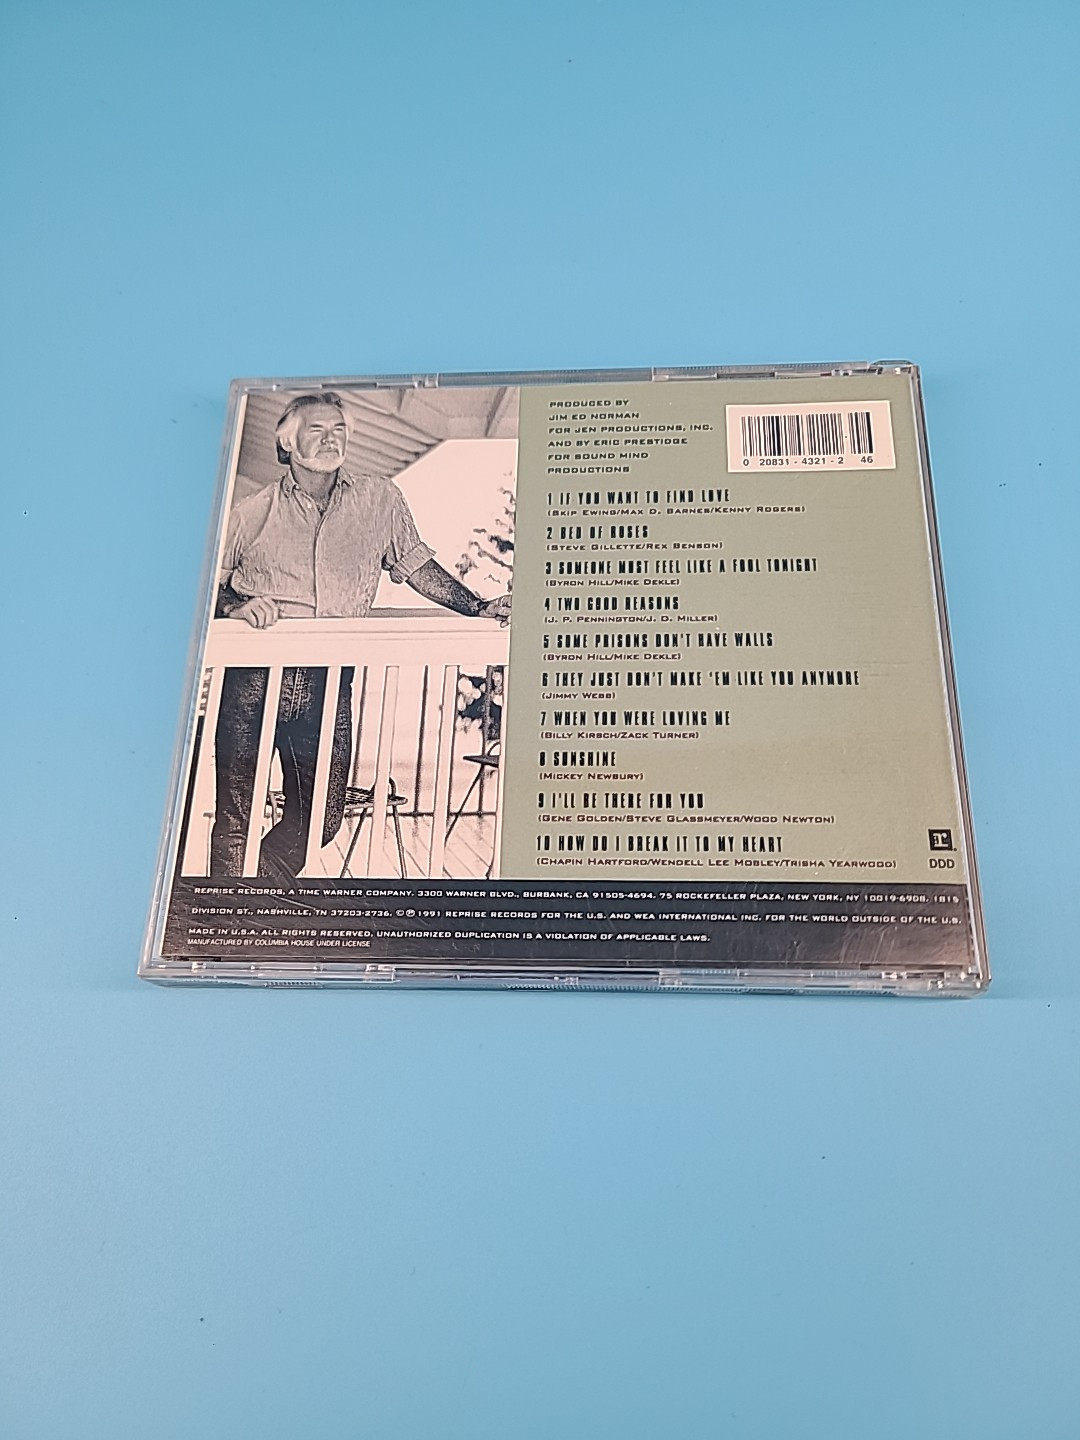 PRODUCED BY
JIM ED NORMAN
FOR JEN PRODUCTIONS, INC.
AND BY ERIC PRESTIDGE
FOR SOUND MIND
PRODUCTIONS
0 20831-4321-2 46
1 IF YOU WANT TO FIND LOVE
(SKIP EWING/MAX D. BARNES/KENNY ROGERS)
2 BED OF ROSES
(STEVE GILLETTE/REX BENSON)
3 SOMEONE MUST FEEL LIKE A FOOL TONIGHT
(BYRON HILL/MIKE DEKLE)
4 TWO GOOD REASONS
(J. P. PENNINGTON/J. D. MILLER)
5 SOME PRISONS DON'T HAVE WALLS
(BYRON HILL/MIKE DEKLE)
6 THEY JUST DON'T MAKE 'EM LIKE YOU ANYMORE
(JIMMY WEBB)
7 WHEN YOU WERE LOVING ME
(BILLY KIRSCH/ZACK TURNER)
8 SUNSHINE
(MICKEY NEWBURY)
9 I'LL BE THERE FOR YOU
(GENE GOLDEN/STEVE GLASSMEYER/WOOD NEWTON)
10 HOW DO I BREAK IT TO MY HEART
(CHAPIN HARTFORD/WENDELL LEE MOBLEY/TRISHA YEARWOOD)
r.
DDD
REPRISE RECORDS, A TIME WARNER COMPANY. 3300 WARNER BLVD., BURBANK, CA 91505-4694. 75 ROCKEFELLER PLAZA, NEW YORK, NY 10019-6908. 1815
DIVISION ST., NASHVILLE, TN 37203-2736. © ℗ 1991 REPRISE RECORDS FOR THE U.S. AND WEA INTERNATIONAL INC. FOR THE WORLD OUTSIDE OF THE U.S.
MADE IN U.S.A. ALL RIGHTS RESERVED. UNAUTHORIZED DUPLICATION IS A VIOLATION OF APPLICABLE LAWS.
MANUFACTURED BY COLUMBIA HOUSE UNDER LICENSE